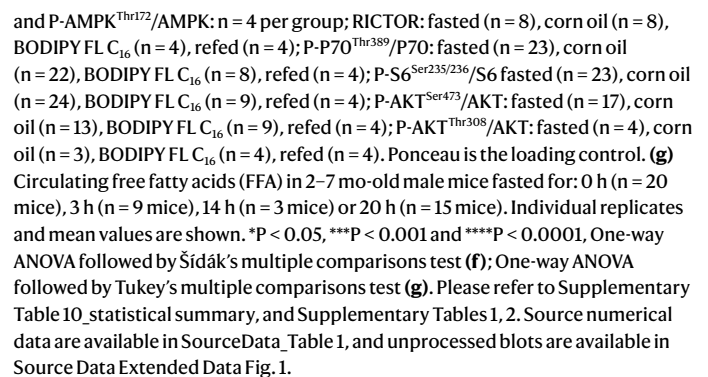 and P-AMPK^Thr172/AMPK: n = 4 per group; RICTOR: fasted (n = 8), corn oil (n = 8),
BODIPY FL C₁₆ (n = 4), refed (n = 4); P-P70^Thr389/P70: fasted (n = 23), corn oil
(n = 22), BODIPY FL C₁₆ (n = 8), refed (n = 4); P-S6^Ser235/236/S6 fasted (n = 23), corn oil
(n = 24), BODIPY FL C₁₆ (n = 9), refed (n = 4); P-AKT^Ser473/AKT: fasted (n = 17), corn
oil (n = 13), BODIPY FL C₁₆ (n = 9), refed (n = 4); P-AKT^Thr308/AKT: fasted (n = 4), corn
oil (n = 3), BODIPY FL C₁₆ (n = 4), refed (n = 4). Ponceau is the loading control. (g)
Circulating free fatty acids (FFA) in 2–7 mo-old male mice fasted for: 0 h (n = 20
mice), 3 h (n = 9 mice), 14 h (n = 3 mice) or 20 h (n = 15 mice). Individual replicates
and mean values are shown. *P < 0.05, ***P < 0.001 and ****P < 0.0001, One-way
ANOVA followed by Šídák's multiple comparisons test (f); One-way ANOVA
followed by Tukey's multiple comparisons test (g). Please refer to Supplementary
Table 10_statistical summary, and Supplementary Tables 1, 2. Source numerical
data are available in SourceData_Table 1, and unprocessed blots are available in
Source Data Extended Data Fig. 1.